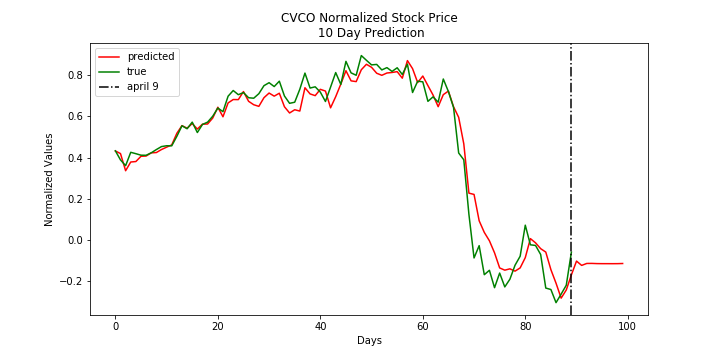 CVCO Normalized Stock Price
10 Day Prediction
predicted
true
april 9
Normalized Values
0.8
0.6
0.4
0.2
0.0
−0.2
0
20
40
60
80
100
Days